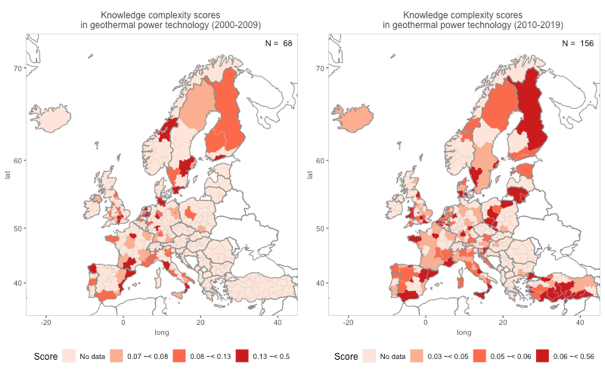 Knowledge complexity scores
in geothermal power technology (2000-2009)
N = 68
70
60
50
40
lat
-20
0
20
40
long
Score
No data
0.07 −< 0.08
0.08 −< 0.13
0.13 −< 0.5
Knowledge complexity scores
in geothermal power technology (2010-2019)
N = 156
70
60
50
40
lat
-20
0
20
40
long
Score
No data
0.03 −< 0.05
0.05 −< 0.06
0.06 −< 0.56